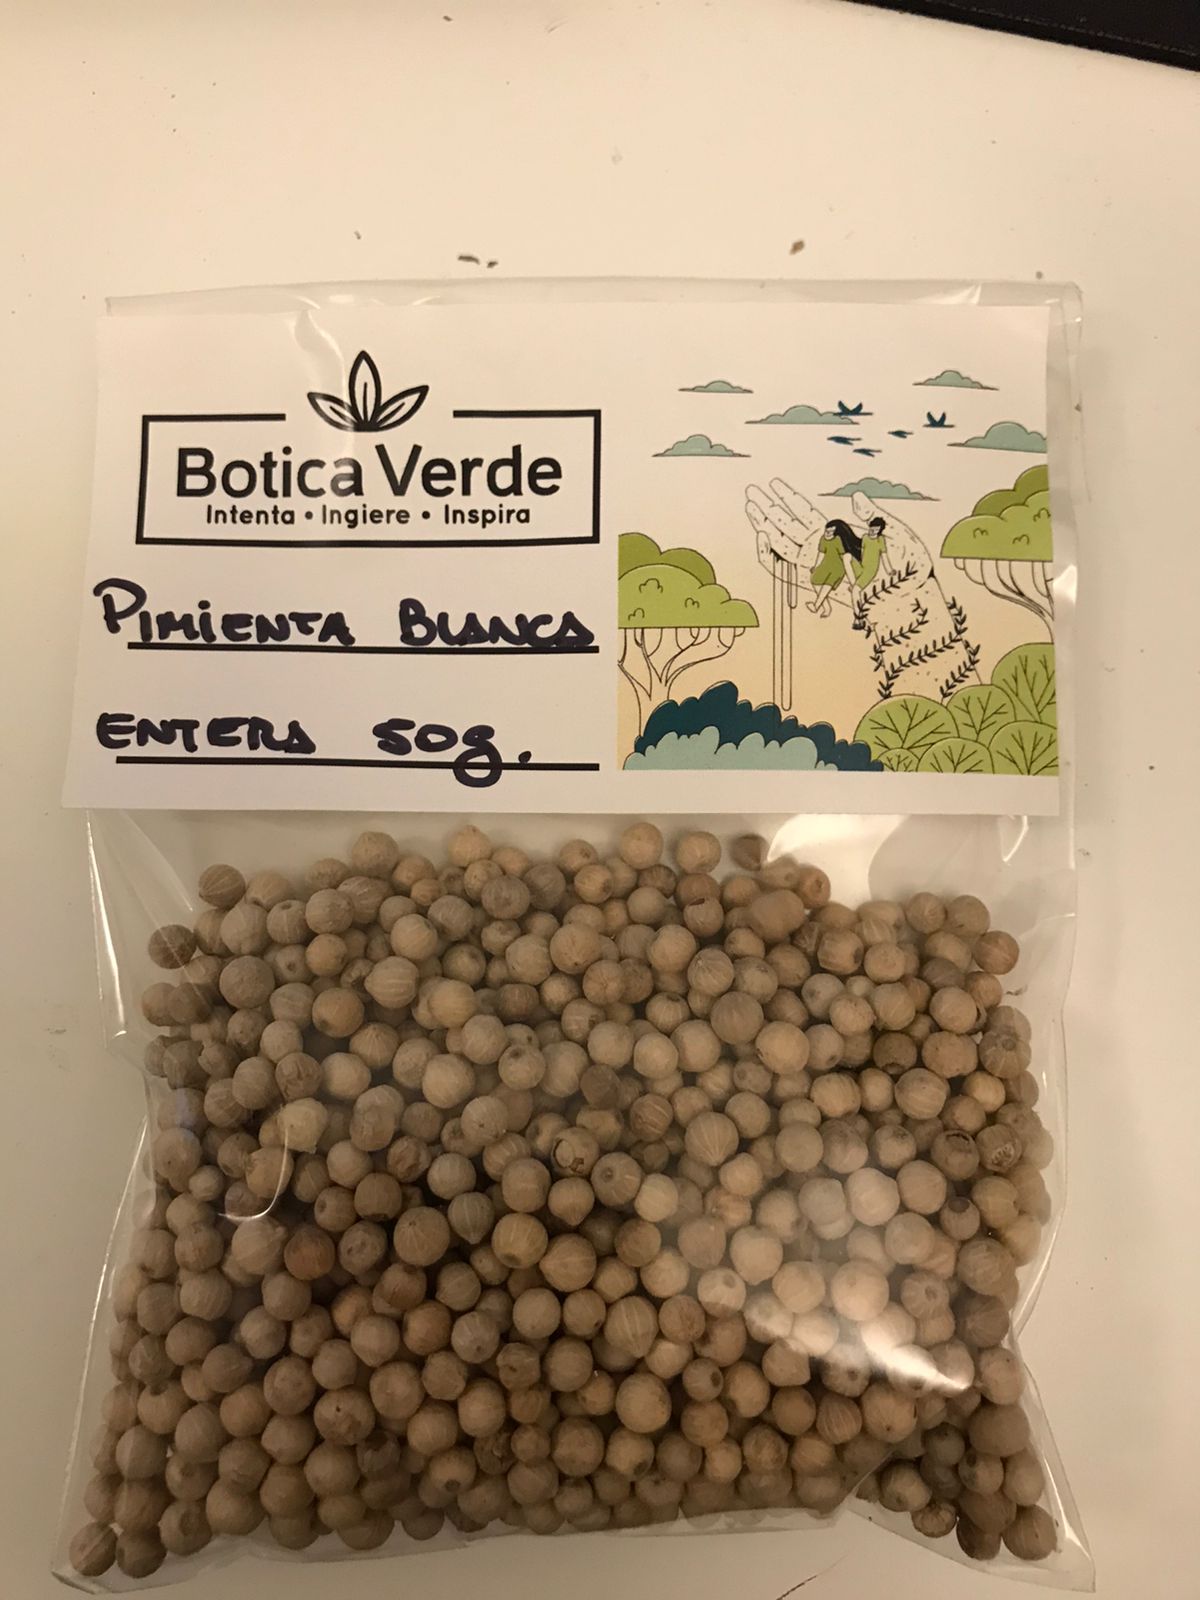 Botica Verde
Intenta • Ingiere • Inspira
PIMIENTA BLANCA
ENTERA 50g.